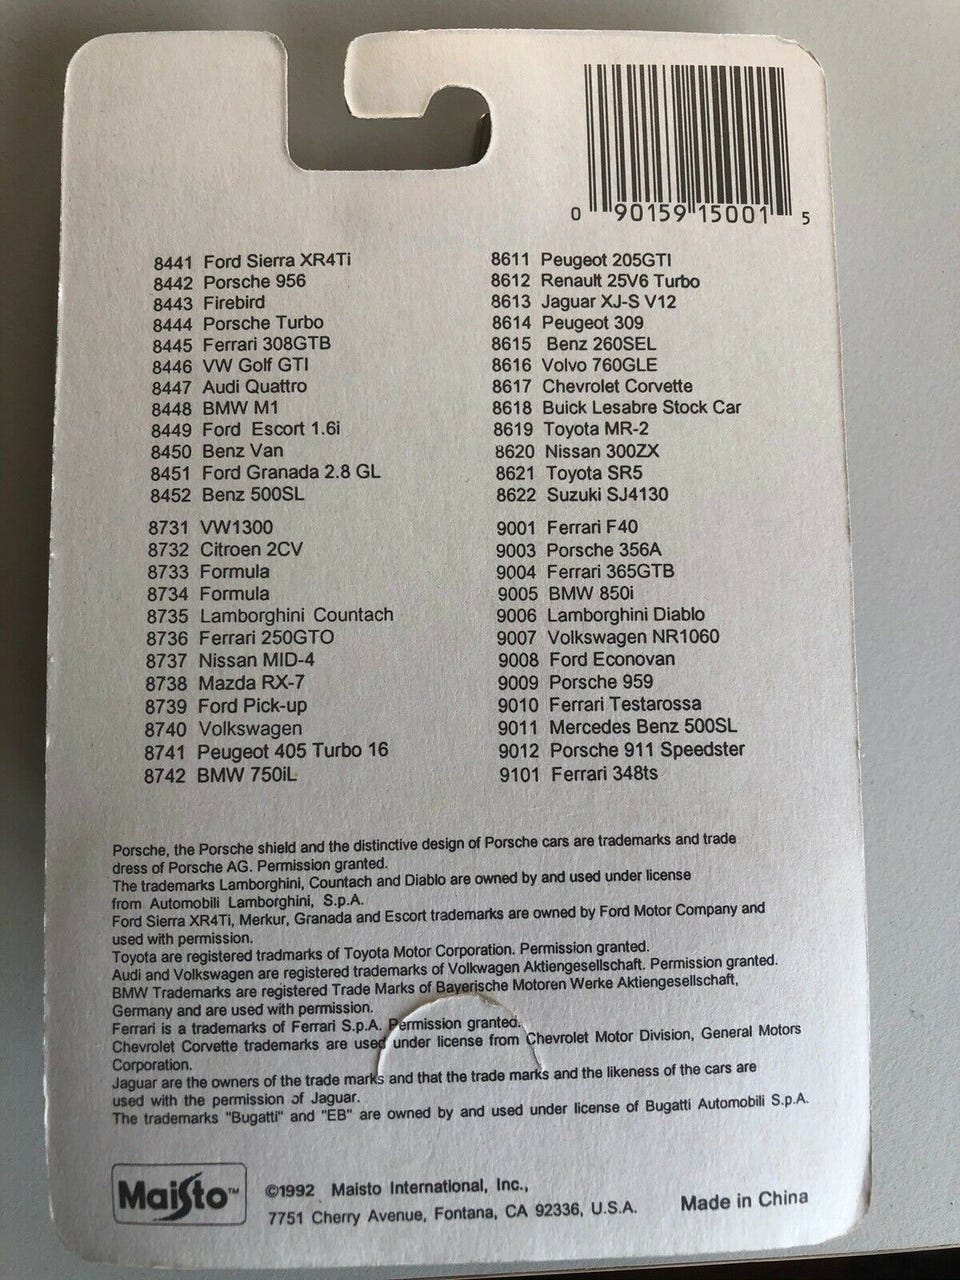 0 90159 15001 5
8441 Ford Sierra XR4Ti
8442 Porsche 956
8443 Firebird
8444 Porsche Turbo
8445 Ferrari 308GTB
8446 VW Golf GTI
8447 Audi Quattro
8448 BMW M1
8449 Ford Escort 1.6i
8450 Benz Van
8451 Ford Granada 2.8 GL
8452 Benz 500SL
8731 VW1300
8732 Citroen 2CV
8733 Formula
8734 Formula
8735 Lamborghini Countach
8736 Ferrari 250GTO
8737 Nissan MID-4
8738 Mazda RX-7
8739 Ford Pick-up
8740 Volkswagen
8741 Peugeot 405 Turbo 16
8742 BMW 750iL
8611 Peugeot 205GTI
8612 Renault 25V6 Turbo
8613 Jaguar XJ-S V12
8614 Peugeot 309
8615 Benz 260SEL
8616 Volvo 760GLE
8617 Chevrolet Corvette
8618 Buick Lesabre Stock Car
8619 Toyota MR-2
8620 Nissan 300ZX
8621 Toyota SR5
8622 Suzuki SJ4130
9001 Ferrari F40
9003 Porsche 356A
9004 Ferrari 365GTB
9005 BMW 850i
9006 Lamborghini Diablo
9007 Volkswagen NR1060
9008 Ford Econovan
9009 Porsche 959
9010 Ferrari Testarossa
9011 Mercedes Benz 500SL
9012 Porsche 911 Speedster
9101 Ferrari 348ts
Porsche, the Porsche shield and the distinctive design of Porsche cars are trademarks and trade
dress of Porsche AG. Permission granted.
The trademarks Lamborghini, Countach and Diablo are owned by and used under license
from Automobili Lamborghini, S.p.A.
Ford Sierra XR4Ti, Merkur, Granada and Escort trademarks are owned by Ford Motor Company and
used with permission.
Toyota are registered tradmarks of Toyota Motor Corporation. Permission granted.
Audi and Volkswagen are registered trademarks of Volkwagen Aktiengesellschaft. Permission granted.
BMW Trademarks are registered Trade Marks of Bayerische Motoren Werke Aktiengesellschaft,
Germany and are used with permission.
Ferrari is a trademarks of Ferrari S.p.A. Permission granted.
Chevrolet Corvette trademarks are used under license from Chevrolet Motor Division, General Motors
Corporation.
Jaguar are the owners of the trade marks and that the trade marks and the likeness of the cars are
used with the permission of Jaguar.
The trademarks "Bugatti" and "EB" are owned by and used under license of Bugatti Automobili S.p.A.
Maisto™ ©1992 Maisto International, Inc.,
7751 Cherry Avenue, Fontana, CA 92336, U.S.A. Made in China